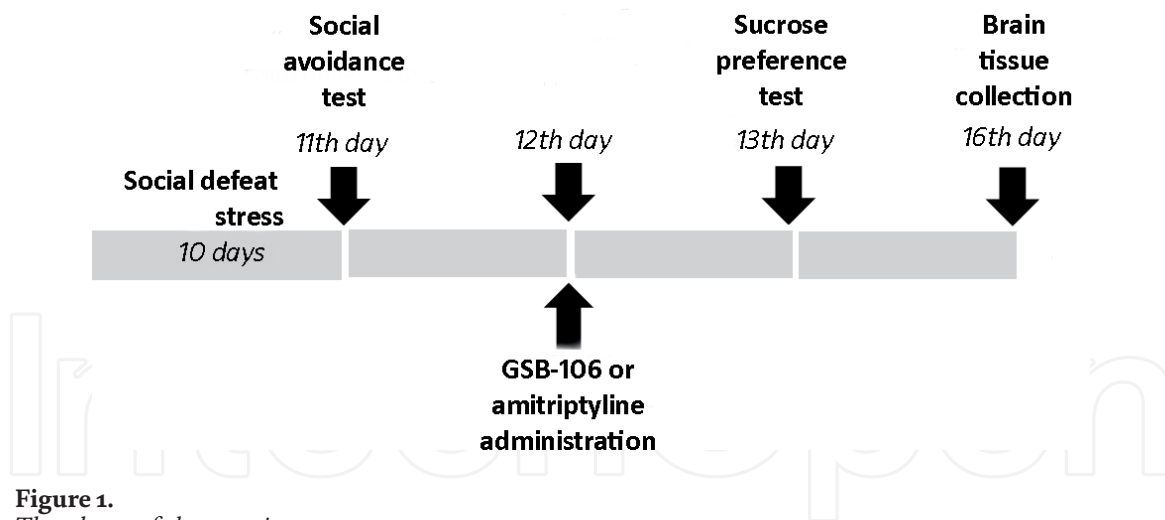 Social
avoidance
test
11th day
12th day
Sucrose
preference
test
13th day
Brain
tissue
collection
16th day
Social defeat
stress
10 days
GSB-106 or
amitriptyline
administration
Figure 1.